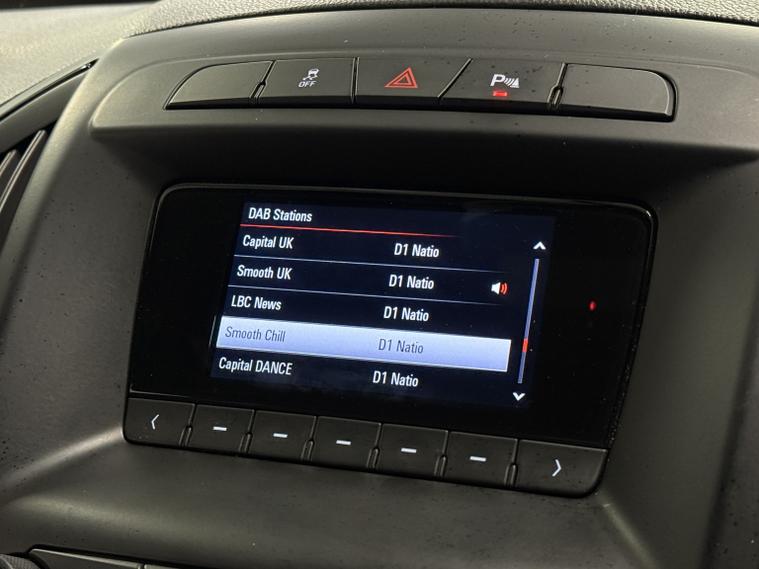 OFF
P
DAB Stations
Capital UK D1 Natio
Smooth UK D1 Natio
LBC News D1 Natio
Smooth Chill D1 Natio
Capital DANCE D1 Natio